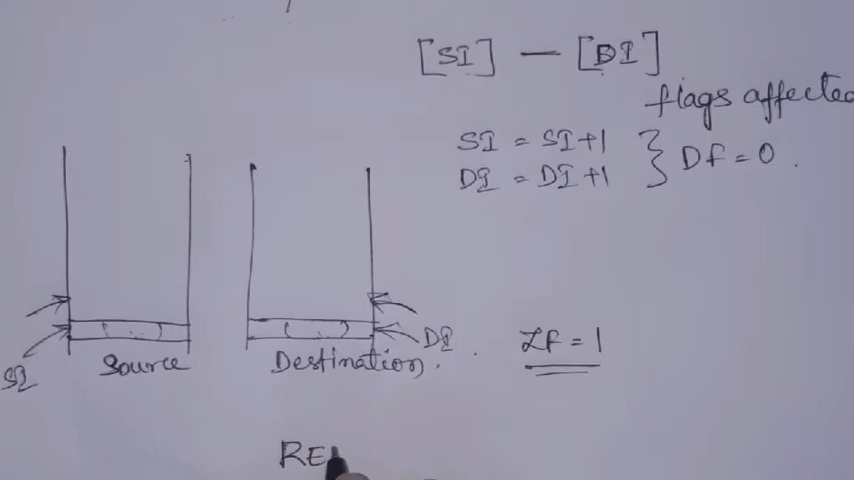 [SI] — [DI]
flags affected
SI = SI+1
DI = DI+1
} DF = 0.
SI
Source
Destination.
DI
ZF = 1
RE